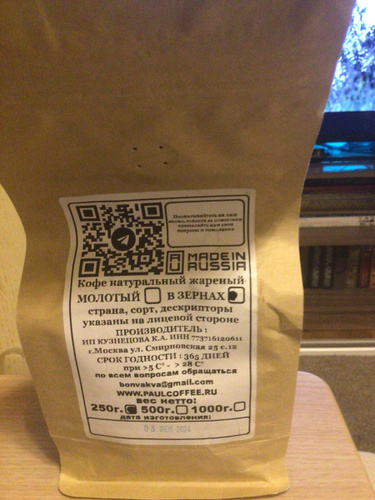 MADE IN
RUSSIA
Кофе натуральный жареный
МОЛОТЫЙ В ЗЕРНАХ
страна, сорт, дескрипторы
указаны на лицевой стороне
ПРОИЗВОДИТЕЛЬ :
ИП КУЗНЕЦОВА К.А. ИНН 773716120611
г.Москва ул. Смирновская 25 с.12
СРОК ГОДНОСТИ : 365 ДНЕЙ
при >5 C° - > 28 C°
по всем вопросам обращаться
bonvakva@gmail.com
WWW.PAULCOFFEE.RU
вес нетто:
250г. 500г. 1000г.
дата изготовления:
2024